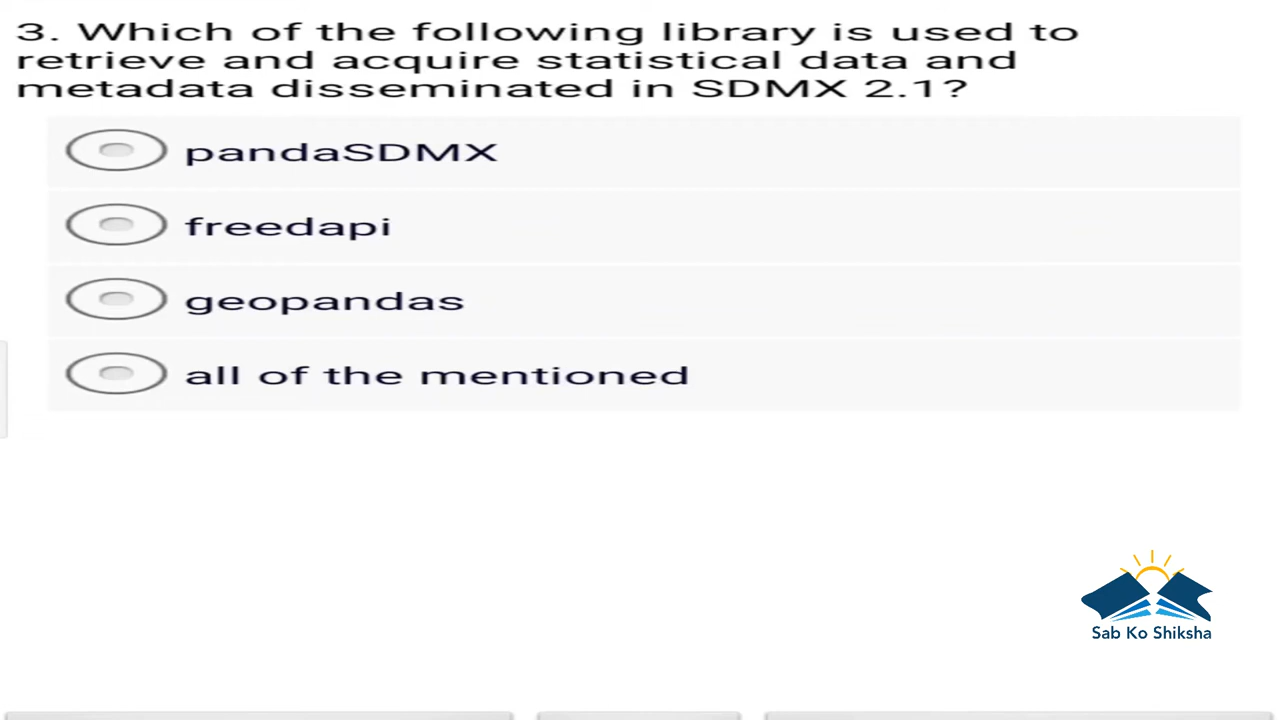 3. Which of the following library is used to
retrieve and acquire statistical data and
metadata disseminated in SDMX 2.1?
pandaSDMX
freedapi
geopandas
all of the mentioned
Sab Ko Shiksha